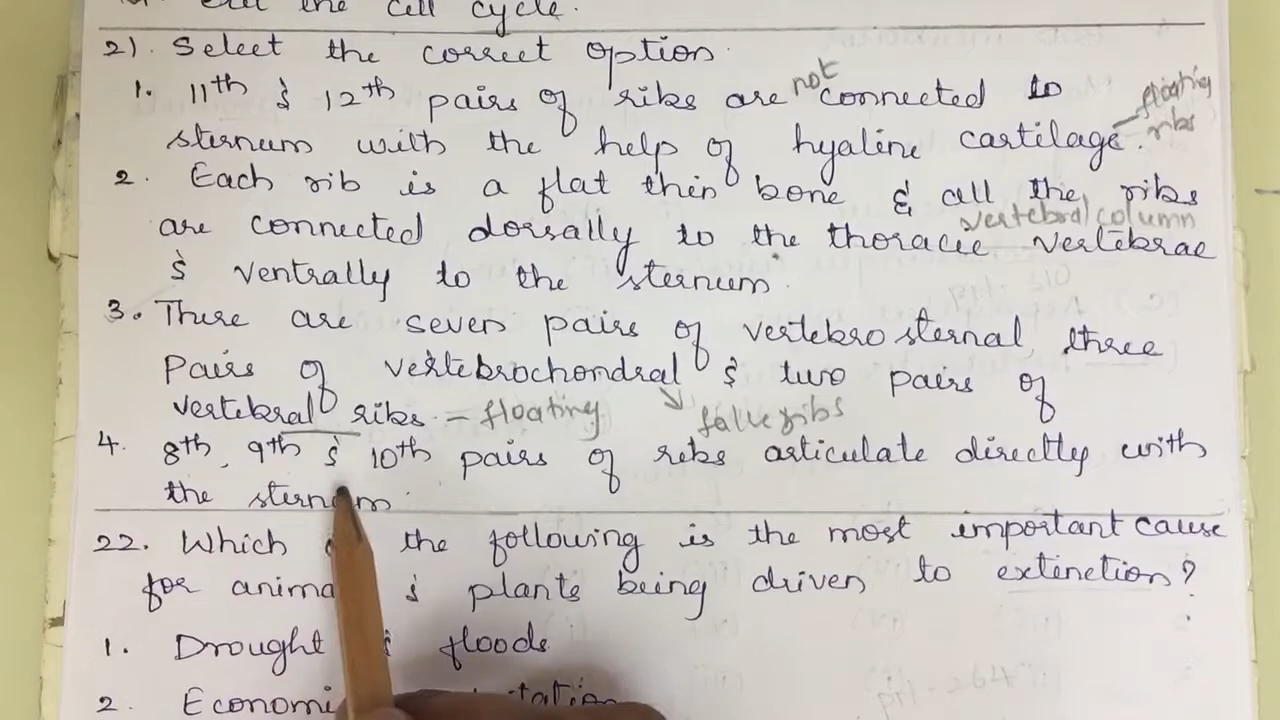 Exit the cell cycle.
21. Select the correct option.
1. 11th & 12th pairs of ribs are not connected to
sternum with the help of hyaline cartilage. floating ribs
2. Each rib is a flat thin bone & all the ribs
vertebral column
are connected dorsally to the thoracic vertebrae
& ventrally to the sternum.
3. There are seven pairs of vertebrosternal, three
pairs of vertebrochondral & two pairs of
vertebral ribs. = floating false ribs
4. 8th, 9th & 10th pairs of ribs articulate directly with
the sternum.
22. Which the following is the most important cause
for & plants being driven to extinction?
1. Drought floods
2.